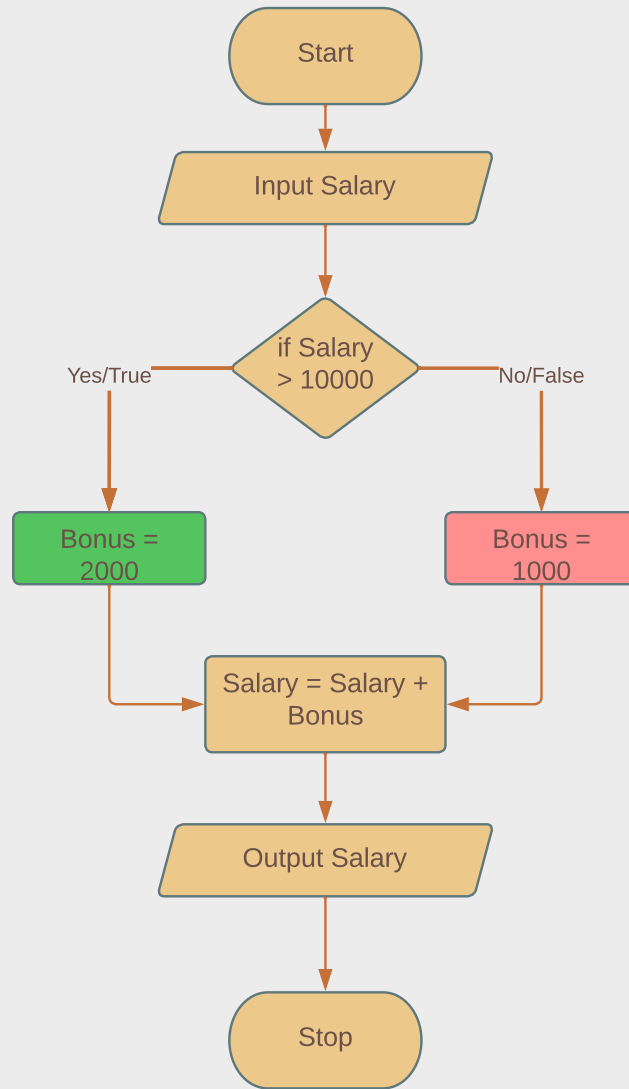 Start
Input Salary
if Salary
> 10000
Yes/True
No/False
Bonus =
2000
Bonus =
1000
Salary = Salary +
Bonus
Output Salary
Stop